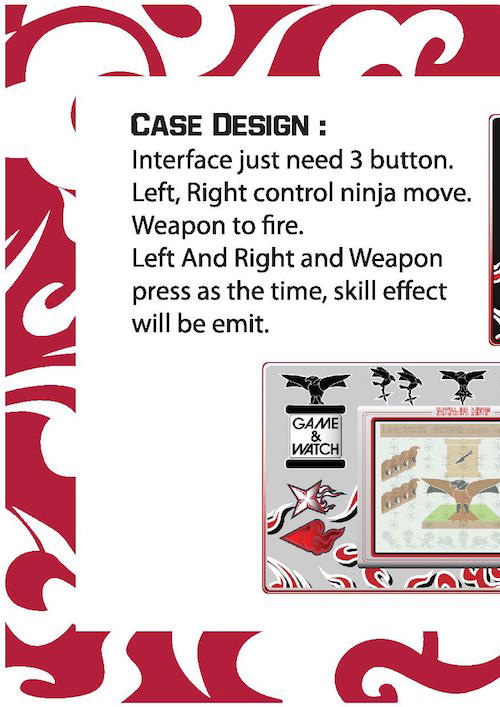 CASE DESIGN :
Interface just need 3 button.
Left, Right control ninja move.
Weapon to fire.
Left And Right and Weapon
press as the time, skill effect
will be emit.
GAME
&
WATCH